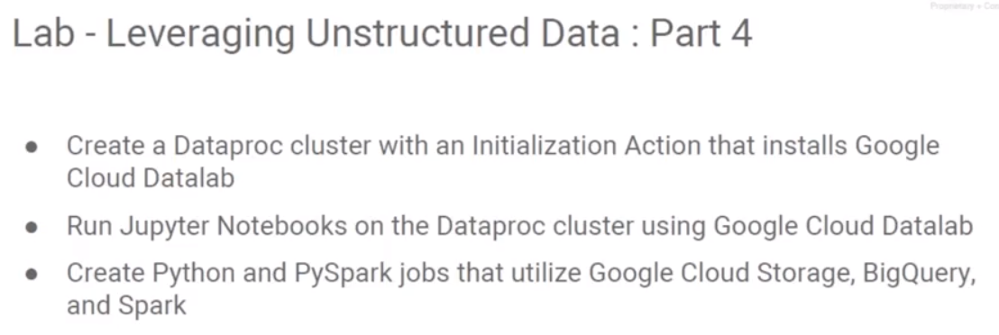 Proprietary + Con
Lab - Leveraging Unstructured Data : Part 4
● Create a Dataproc cluster with an Initialization Action that installs Google
Cloud Datalab
● Run Jupyter Notebooks on the Dataproc cluster using Google Cloud Datalab
● Create Python and PySpark jobs that utilize Google Cloud Storage, BigQuery,
and Spark